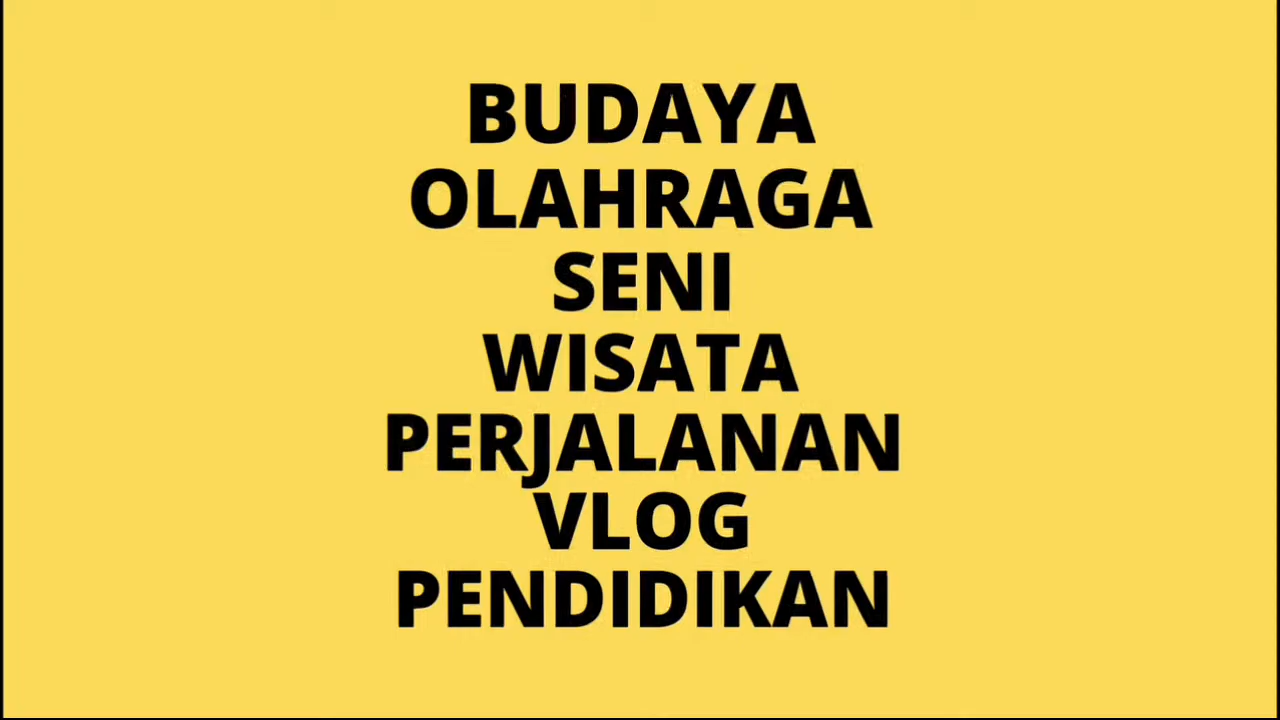 BUDAYA
OLAHRAGA
SENI
WISATA
PERJALANAN
VLOG
PENDIDIKAN